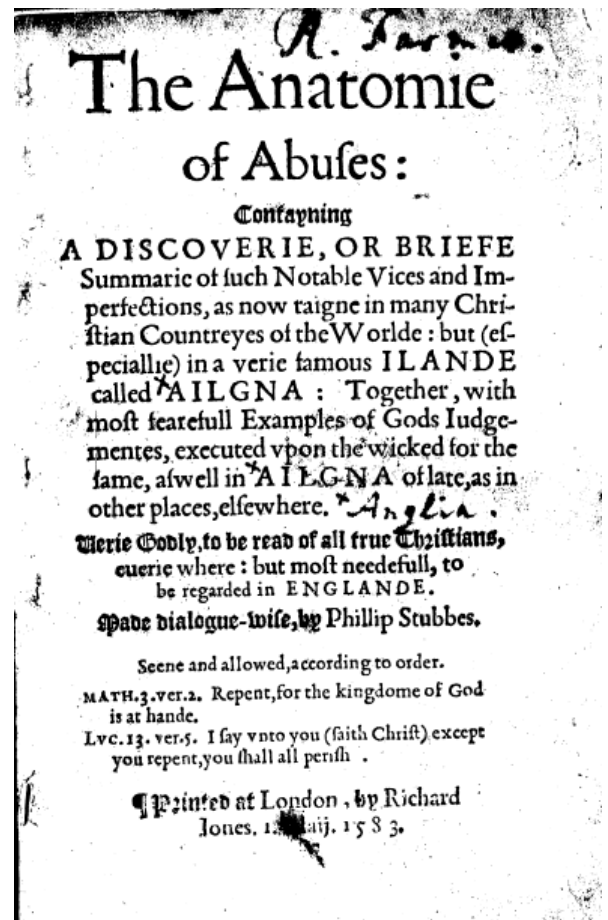 R. Farmer.
The Anatomie
of Abuſes:
Contayning
A DISCOVERIE, OR BRIEFE
Summarie of ſuch Notable Vices and Im-
perfections, as now raigne in many Chri-
ſtian Countreyes of the Worlde: but (eſ-
peciallie) in a verie famous ILANDE
called ×AILGNA: Together, with
moſt fearefull Examples of Gods Iudge-
mentes, executed vpon the wicked for the
ſame, aſwell in ×AILGNA of late, as in
other places, elſewhere. × Anglia.
Verie Godly, to be read of all true Chriſtians,
euerie where: but moſt needefull, to
be regarded in ENGLANDE.
Made dialogue-wiſe, by Phillip Stubbes.
Seene and allowed, according to order.
MATH.3.ver.2. Repent, for the kingdome of God
is at hande.
LVC.13.ver.5. I ſay vnto you (ſaith Chriſt) except
you repent, you ſhall all periſh.
¶ Printed at London, by Richard
Iones. 1583.